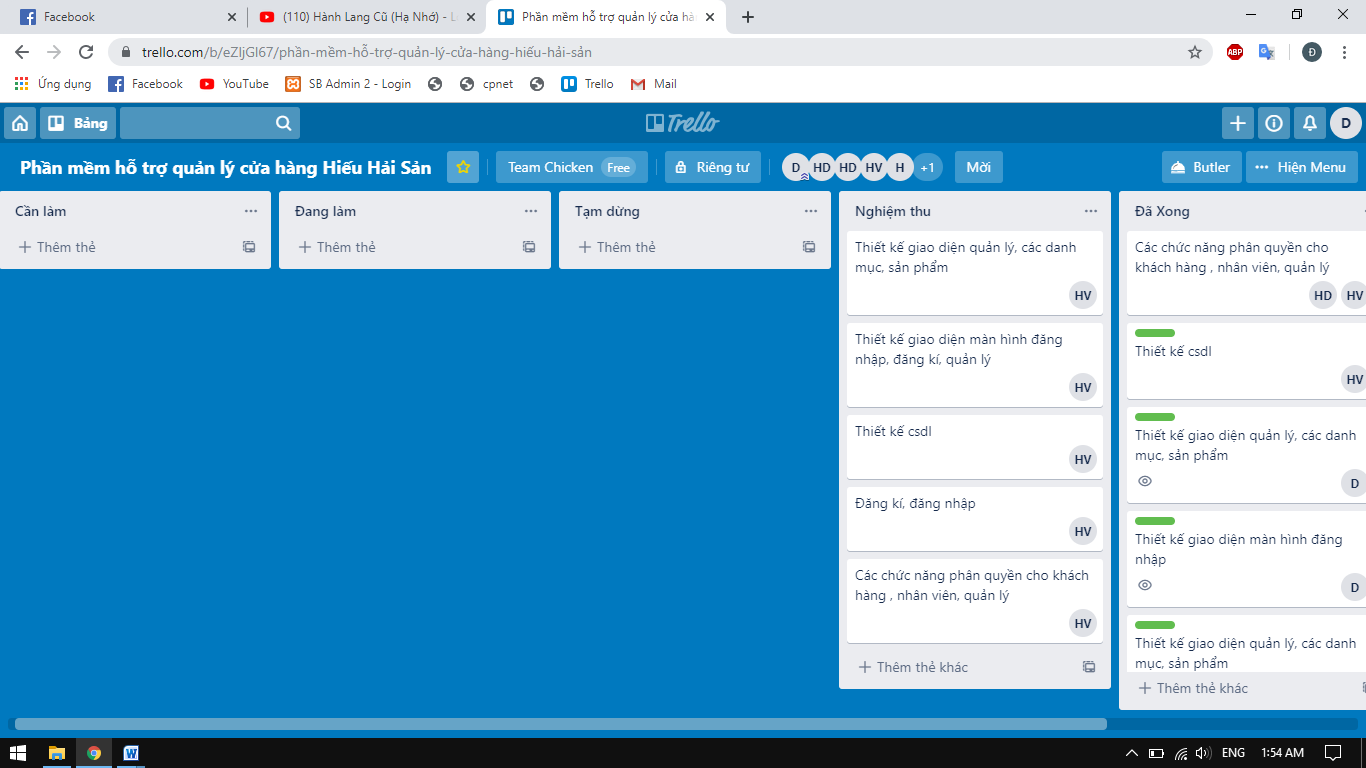 Facebook
(110) Hành Lang Cũ (Hạ Nhớ) - L
Phần mềm hỗ trợ quản lý cửa hà
trello.com/b/eZIjGI67/phần-mềm-hỗ-trợ-quản-lý-cửa-hàng-hiếu-hải-sản
ABP
Đ
Ứng dụng
Facebook
YouTube
SB Admin 2 - Login
cpnet
Trello
Mail
Bảng
Trello
D
Phần mềm hỗ trợ quản lý cửa hàng Hiếu Hải Sản
Team Chicken Free
Riêng tư
D HD HD HV H +1
Mời
Butler
Hiện Menu
Cần làm
Thêm thẻ
Đang làm
Thêm thẻ
Tạm dừng
Thêm thẻ
Nghiệm thu
Thiết kế giao diện quản lý, các danh
mục, sản phẩm
HV
Thiết kế giao diện màn hình đăng
nhập, đăng kí, quản lý
HV
Thiết kế csdl
HV
Đăng kí, đăng nhập
HV
Các chức năng phân quyền cho khách
hàng , nhân viên, quản lý
HV
Thêm thẻ khác
Đã Xong
Các chức năng phân quyền cho
khách hàng , nhân viên, quản lý
HD HV
Thiết kế csdl
HV
Thiết kế giao diện quản lý, các danh
mục, sản phẩm
D
Thiết kế giao diện màn hình đăng
nhập
D
Thiết kế giao diện quản lý, các danh
mục, sản phẩm
Thêm thẻ khác
ENG
1:54 AM